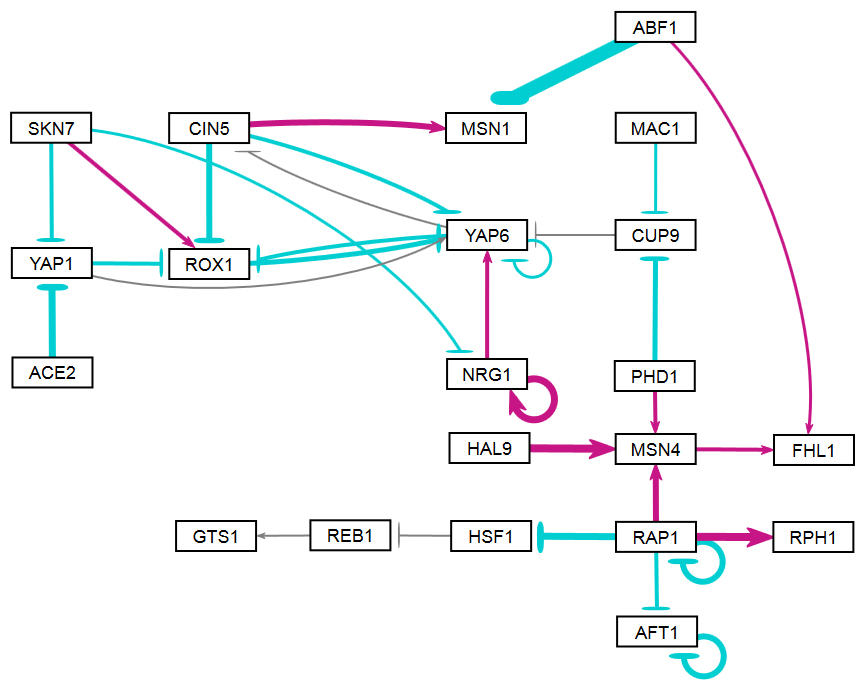 ABF1
SKN7
CIN5
MSN1
MAC1
YAP6
CUP9
YAP1
ROX1
ACE2
NRG1
PHD1
HAL9
MSN4
FHL1
GTS1
REB1
HSF1
RAP1
RPH1
AFT1